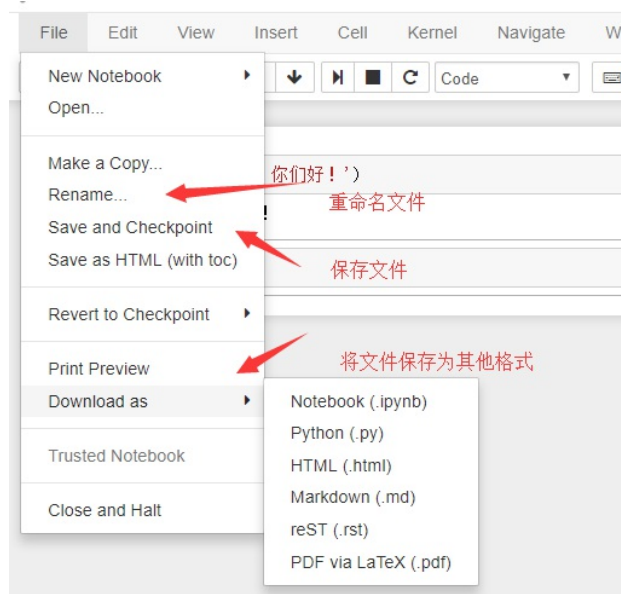 File Edit View Insert Cell Kernel Navigate W
New Notebook
Code
Open...
Make a Copy...
你们好！')
Rename...
重命名文件
!
Save and Checkpoint
Save as HTML (with toc)
保存文件
Revert to Checkpoint
Print Preview
将文件保存为其他格式
Download as
Notebook (.ipynb)
Python (.py)
HTML (.html)
Markdown (.md)
reST (.rst)
PDF via LaTeX (.pdf)
Trusted Notebook
Close and Halt